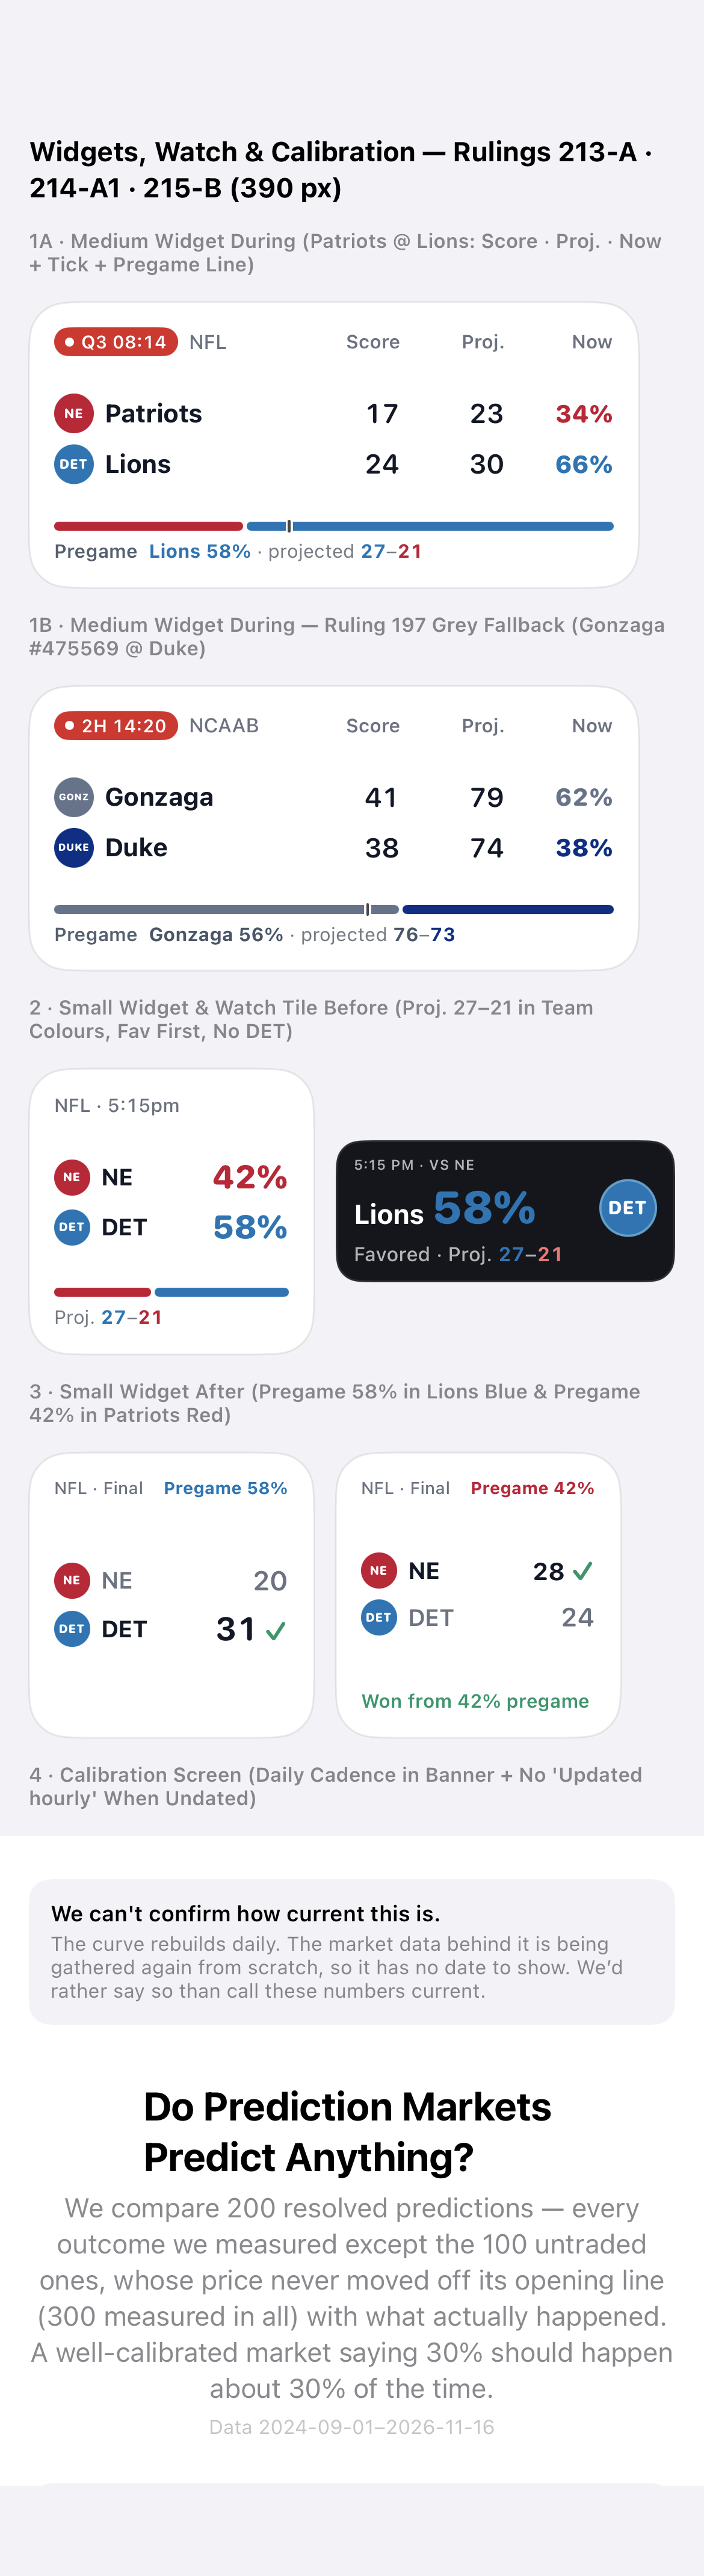 Widgets, Watch & Calibration — Rulings 213-A ·
214-A1 · 215-B (390 px)
1A · Medium Widget During (Patriots @ Lions: Score · Proj. · Now
+ Tick + Pregame Line)
Q3 08:14 NFL Score Proj. Now
NE Patriots 17 23 34%
DET Lions 24 30 66%
Pregame Lions 58% · projected 27–21
1B · Medium Widget During — Ruling 197 Grey Fallback (Gonzaga
#475569 @ Duke)
2H 14:20 NCAAB Score Proj. Now
GONZ Gonzaga 41 79 62%
DUKE Duke 38 74 38%
Pregame Gonzaga 56% · projected 76–73
2 · Small Widget & Watch Tile Before (Proj. 27–21 in Team
Colours, Fav First, No DET)
NFL · 5:15pm
NE NE 42%
DET DET 58%
Proj. 27–21
5:15 PM · VS NE
Lions 58% DET
Favored · Proj. 27–21
3 · Small Widget After (Pregame 58% in Lions Blue & Pregame
42% in Patriots Red)
NFL · Final Pregame 58%
NE NE 20
DET DET 31
NFL · Final Pregame 42%
NE NE 28
DET DET 24
Won from 42% pregame
4 · Calibration Screen (Daily Cadence in Banner + No 'Updated
hourly' When Undated)
We can't confirm how current this is.
The curve rebuilds daily. The market data behind it is being
gathered again from scratch, so it has no date to show. We’d
rather say so than call these numbers current.
Do Prediction Markets
Predict Anything?
We compare 200 resolved predictions — every
outcome we measured except the 100 untraded
ones, whose price never moved off its opening line
(300 measured in all) with what actually happened.
A well-calibrated market saying 30% should happen
about 30% of the time.
Data 2024-09-01–2026-11-16